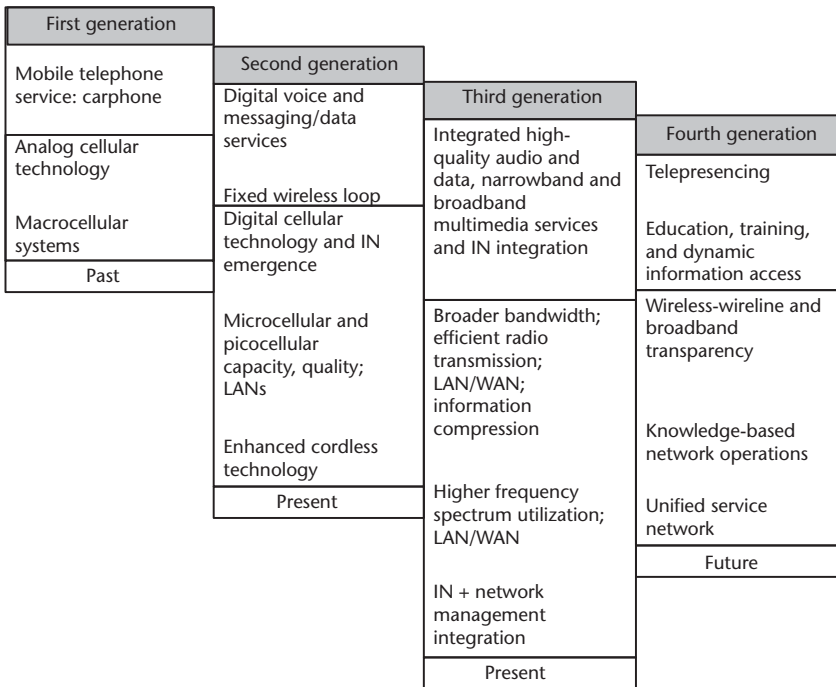 First generation
Mobile telephone
service: carphone
Analog cellular
technology
Macrocellular
systems
Past
Second generation
Digital voice and
messaging/data
services
Fixed wireless loop
Digital cellular
technology and IN
emergence
Microcellular and
picocellular
capacity, quality;
LANs
Enhanced cordless
technology
Present
Third generation
Integrated high-
quality audio and
data, narrowband and
broadband
multimedia services
and IN integration
Broader bandwidth;
efficient radio
transmission;
LAN/WAN;
information
compression
Higher frequency
spectrum utilization;
LAN/WAN
IN + network
management
integration
Present
Fourth generation
Telepresencing
Education, training,
and dynamic
information access
Wireless-wireline and
broadband
transparency
Knowledge-based
network operations
Unified service
network
Future